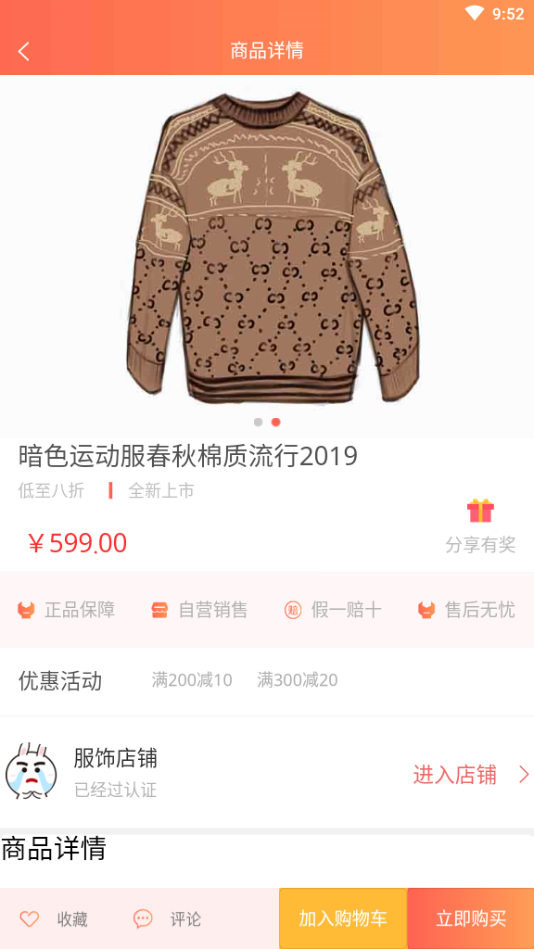 9:52
商品详情
暗色运动服春秋棉质流行2019
低至八折 全新上市
￥599.00
分享有奖
正品保障 自营销售 赔 假一赔十 售后无忧
优惠活动 满200减10 满300减20
服饰店铺
已经过认证
进入店铺
商品详情
收藏 评论 加入购物车 立即购买